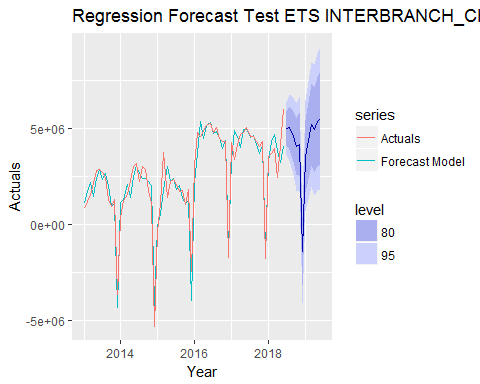 Regression Forecast Test ETS INTERBRANCH_CI
series
Actuals
Forecast Model
level
80
95
Actuals
5e+06
0e+00
-5e+06
2014 2016 2018
Year